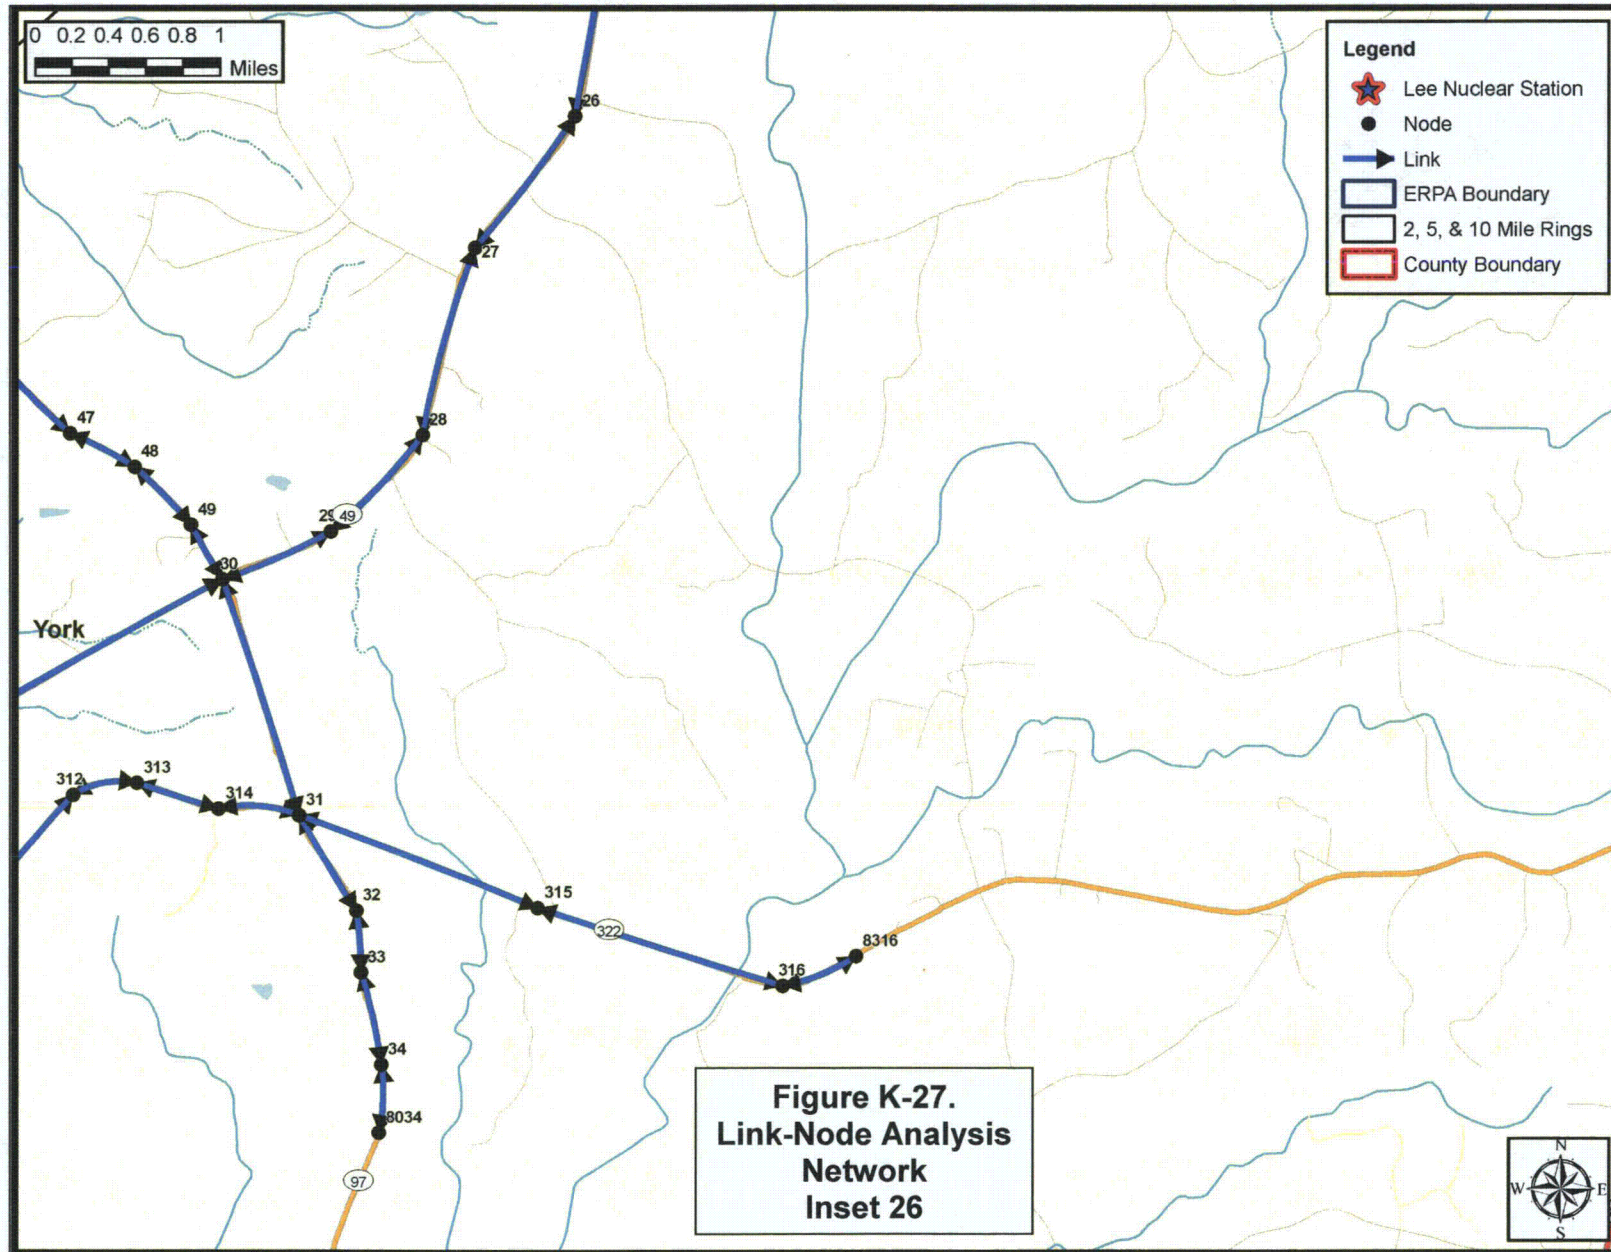 0 0.2 0.4 0.6 0.8 1
Miles
Legend
Lee Nuclear Station
Node
Link
ERPA Boundary
2, 5, & 10 Mile Rings
County Boundary
26
27
28
47
48
49
29
49
30
York
312
313
314
31
32
315
322
33
316
8316
34
8034
97
Figure K-27.
Link-Node Analysis
Network
Inset 26
N
W
E
S